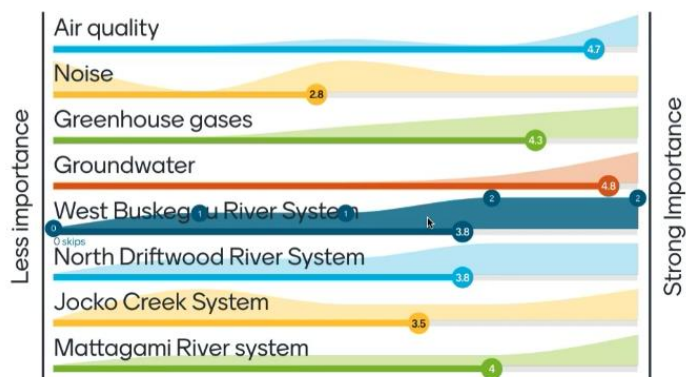 Air quality
4.7
Noise
2.8
Greenhouse gases
4.3
Groundwater
4.8
West Buskegau River System
0
1
1
2
2
3.8
0 skips
North Driftwood River System
3.8
Jocko Creek System
3.5
Mattagami River system
4
Less importance
Strong Importance